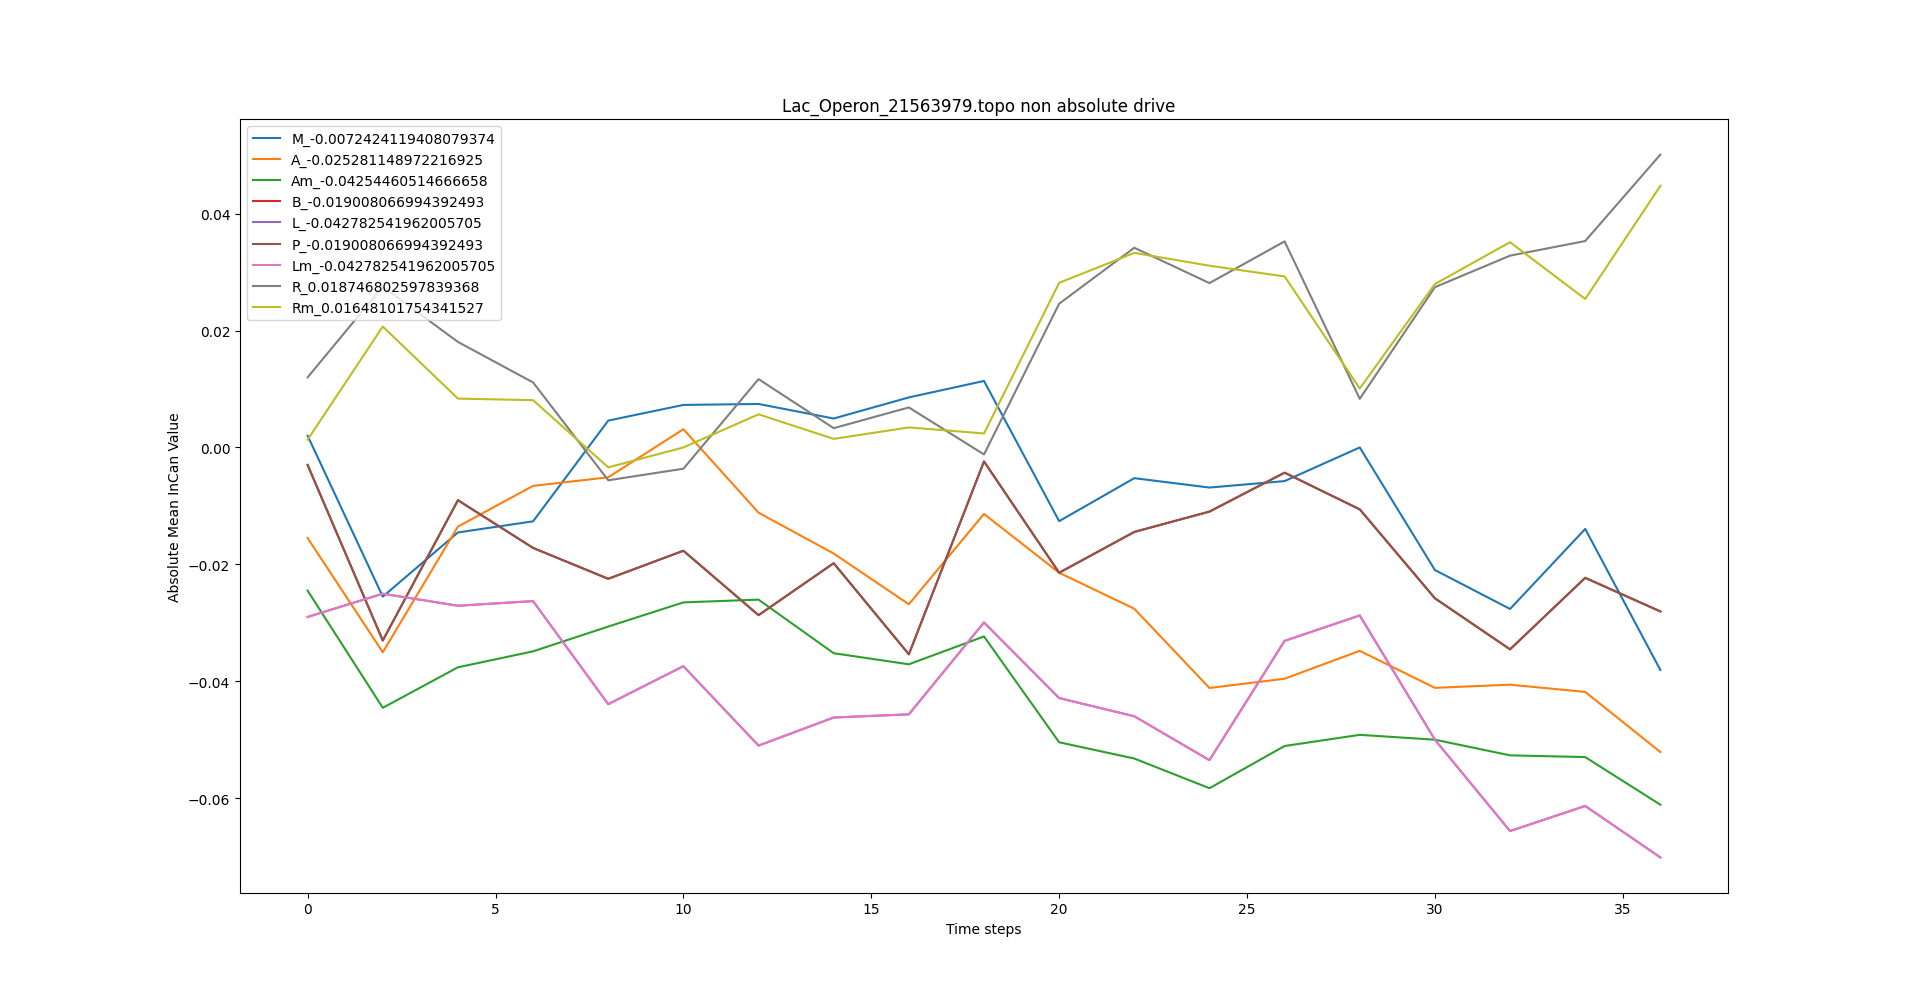 Lac_Operon_21563979.topo non absolute drive
M_-0.0072424119408079374
A_-0.025281148972216925
Am_-0.04254460514666658
B_-0.019008066994392493
L_-0.042782541962005705
P_-0.019008066994392493
Lm_-0.042782541962005705
R_0.018746802597839368
Rm_0.01648101754341527
Absolute Mean InCan Value
0.04
0.02
0.00
−0.02
−0.04
−0.06
0 5 10 15 20 25 30 35
Time steps